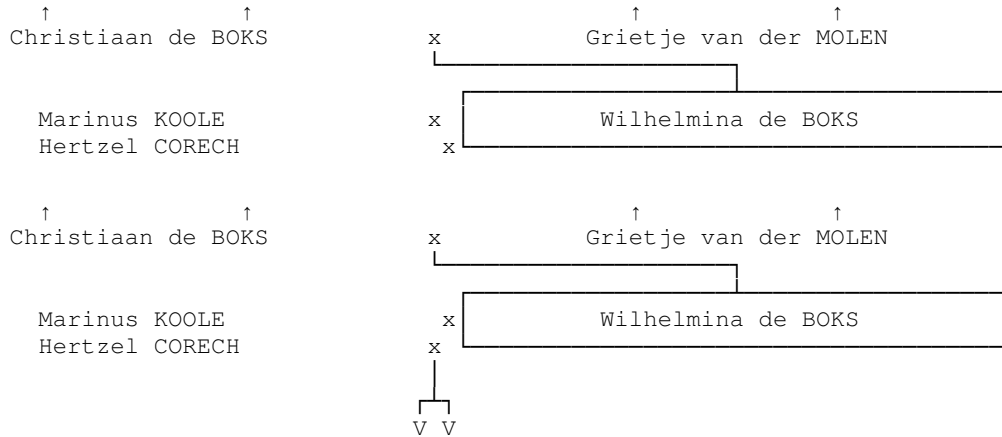 ↑ ↑ ↑ ↑
Christiaan de BOKS x Grietje van der MOLEN
Marinus KOOLE x Wilhelmina de BOKS
Hertzel CORECH x
↑ ↑ ↑ ↑
Christiaan de BOKS x Grietje van der MOLEN
Marinus KOOLE x Wilhelmina de BOKS
Hertzel CORECH x
V V